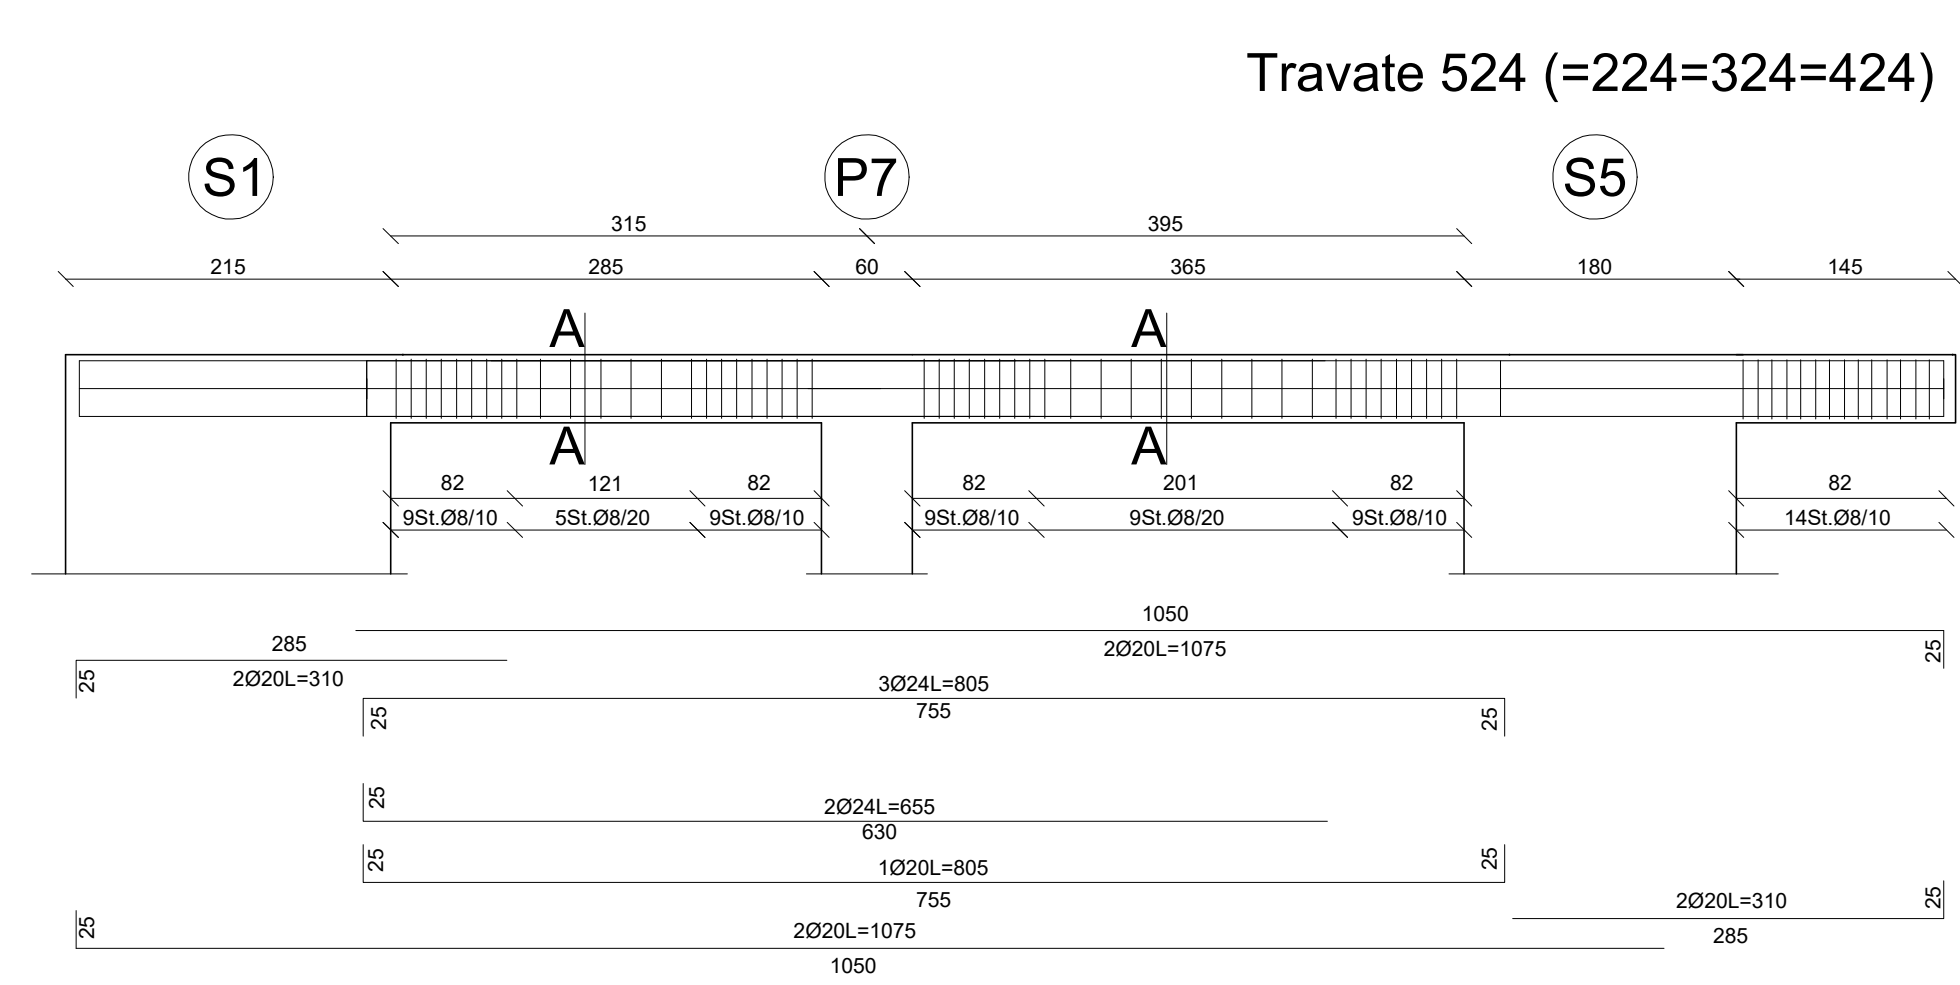 Travate 524 (=224=324=424)
S1 P7 S5
315 395
215 285 60 365 180 145
A A
A A
82 121 82 82 201 82 82
9St.Ø8/10 5St.Ø8/20 9St.Ø8/10 9St.Ø8/10 9St.Ø8/20 9St.Ø8/10 14St.Ø8/10
1050
2Ø20L=1075
25
285
2Ø20L=310
25
3Ø24L=805
755
25 25
25
2Ø24L=655
630
25 25
1Ø20L=805
755
2Ø20L=310
25
285
25
2Ø20L=1075
1050